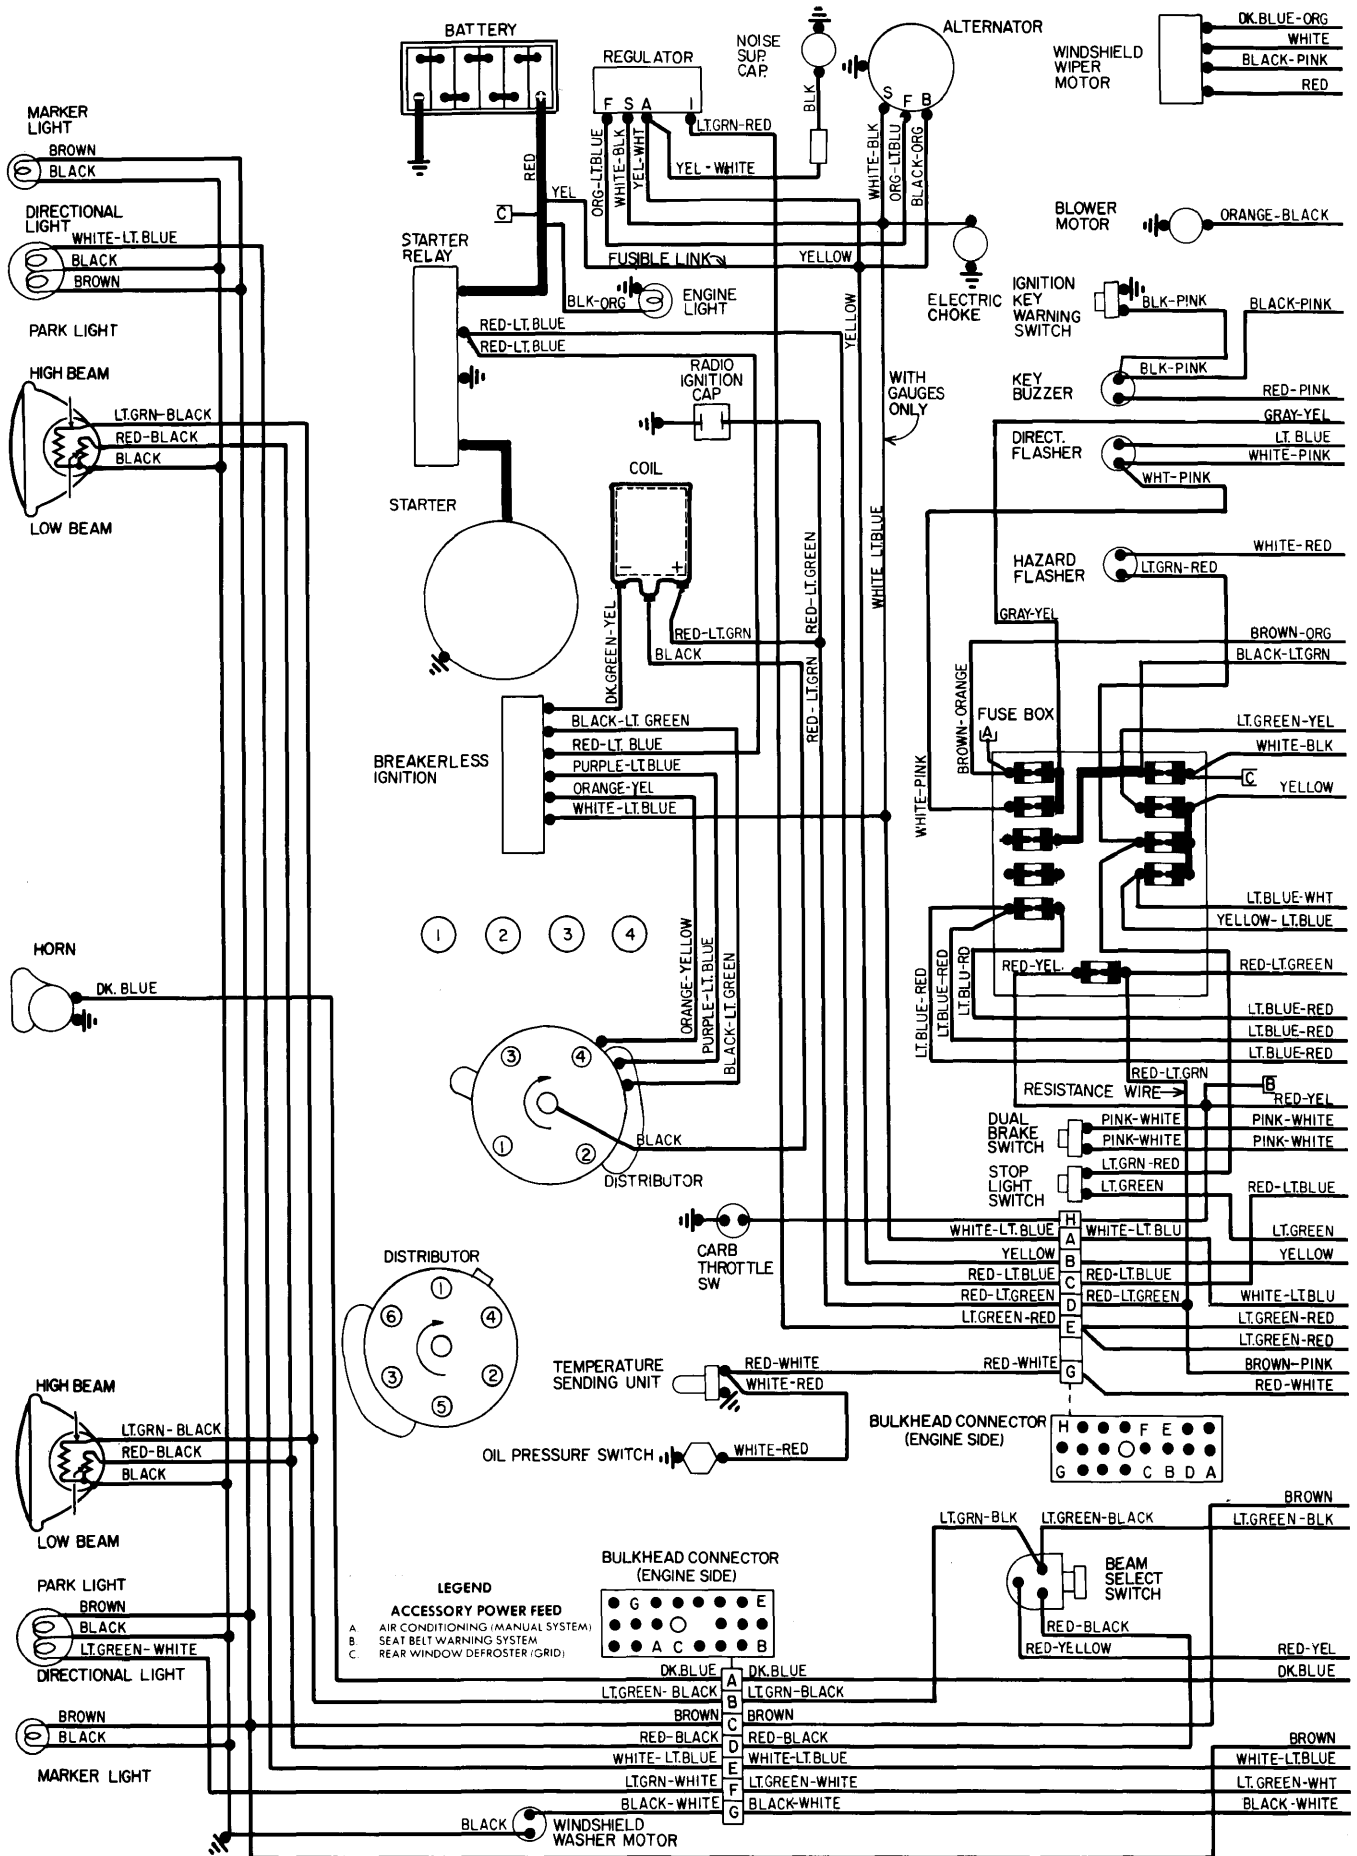 BATTERY
REGULATOR
F S A I
NOISE
SUP.
CAP.
BLK
ALTERNATOR
S F B
WINDSHIELD
WIPER
MOTOR
DK.BLUE-ORG
WHITE
BLACK-PINK
RED
MARKER
LIGHT
BROWN
BLACK
DIRECTIONAL
LIGHT
WHITE-LT.BLUE
BLACK
BROWN
PARK LIGHT
HIGH BEAM
LT.GRN-BLACK
RED-BLACK
BLACK
LOW BEAM
RED
YEL
C
ORG-LT.BLUE
WHITE-BLK
YEL-WHT
LT.GRN-RED
YEL-WHITE
WHITE-BLK
ORG-LT.BLU
BLACK-ORG
STARTER
RELAY
FUSIBLE LINK
YELLOW
BLK-ORG
ENGINE
LIGHT
YELLOW
ELECTRIC
CHOKE
BLOWER
MOTOR
ORANGE-BLACK
IGNITION
KEY
WARNING
SWITCH
BLK-PINK
BLACK-PINK
RED-LT.BLUE
RED-LT.BLUE
RADIO
IGNITION
CAP
WITH
GAUGES
ONLY
KEY
BUZZER
BLK-PINK
RED-PINK
GRAY-YEL
DIRECT.
FLASHER
LT. BLUE
WHITE-PINK
WHT-PINK
COIL
− +
STARTER
HAZARD
FLASHER
WHITE-RED
LT.GRN-RED
GRAY-YEL
DK.GREEN-YEL
RED-LT.GRN
BLACK
RED-LT.GREEN
RED-LT.GRN
WHITE LT.BLUE
BROWN-ORG
BLACK-LT.GRN
BROWN-ORANGE
FUSE BOX
A
LT.GREEN-YEL
WHITE-BLK
C
YELLOW
WHITE-PINK
BREAKERLESS
IGNITION
BLACK-LT. GREEN
RED-LT. BLUE
PURPLE-LT.BLUE
ORANGE-YEL
WHITE-LT.BLUE
1 2 3 4
LT.BLUE-WHT
YELLOW-LT.BLUE
HORN
DK. BLUE
ORANGE-YELLOW
PURPLE-LT.BLUE
BLACK-LT GREEN
LT.BLUE-RED
LT.BLUE-RED
LT.BLU-RD
RED-YEL.
RED-LT.GREEN
LT.BLUE-RED
LT.BLUE-RED
LT.BLUE-RED
3 4
1 2
BLACK
DISTRIBUTOR
RED-LT.GRN
RESISTANCE WIRE
B
RED-YEL
DUAL
BRAKE
SWITCH
PINK-WHITE
PINK-WHITE
PINK-WHITE
PINK-WHITE
STOP
LIGHT
SWITCH
LT.GRN-RED
LT.GREEN
RED-LT.BLUE
LT.GREEN
CARB
THROTTLE
SW
H
WHITE-LT.BLUE A WHITE-LT.BLU
YELLOW B YELLOW
RED-LT.BLUE C RED-LT.BLUE
RED-LT.GREEN D RED-LT.GREEN WHITE-LT.BLU
LT.GREEN-RED E LT.GREEN-RED
LT.GREEN-RED
BROWN-PINK
RED-WHITE RED-WHITE G RED-WHITE
DISTRIBUTOR
1
6 4
3 2
5
TEMPERATURE
SENDING UNIT
WHITE-RED
OIL PRESSURE SWITCH
WHITE-RED
BULKHEAD CONNECTOR
(ENGINE SIDE)
H F E
G C B D A
HIGH BEAM
LT.GRN- BLACK
RED-BLACK
BLACK
LOW BEAM
BROWN
LT.GRN-BLK
LT.GREEN-BLACK
LT.GREEN-BLK
BEAM
SELECT
SWITCH
RED-BLACK
RED-YELLOW
RED-YEL
BULKHEAD CONNECTOR
(ENGINE SIDE)
G E
A C B
LEGEND
ACCESSORY POWER FEED
A. AIR CONDITIONING (MANUAL SYSTEM)
B. SEAT BELT WARNING SYSTEM
C. REAR WINDOW DEFROSTER (GRID)
PARK LIGHT
BROWN
BLACK
LT.GREEN-WHITE
DIRECTIONAL LIGHT
DK.BLUE A DK.BLUE DK.BLUE
LT.GREEN-BLACK B LT.GRN-BLACK
BROWN C BROWN
RED-BLACK D RED-BLACK BROWN
WHITE-LT.BLUE E WHITE-LT.BLUE WHITE-LT.BLUE
LT.GRN-WHITE F LT.GREEN-WHITE LT.GREEN-WHT
BLACK-WHITE G BLACK-WHITE BLACK-WHITE
BROWN
BLACK
MARKER LIGHT
BLACK
WINDSHIELD
WASHER MOTOR